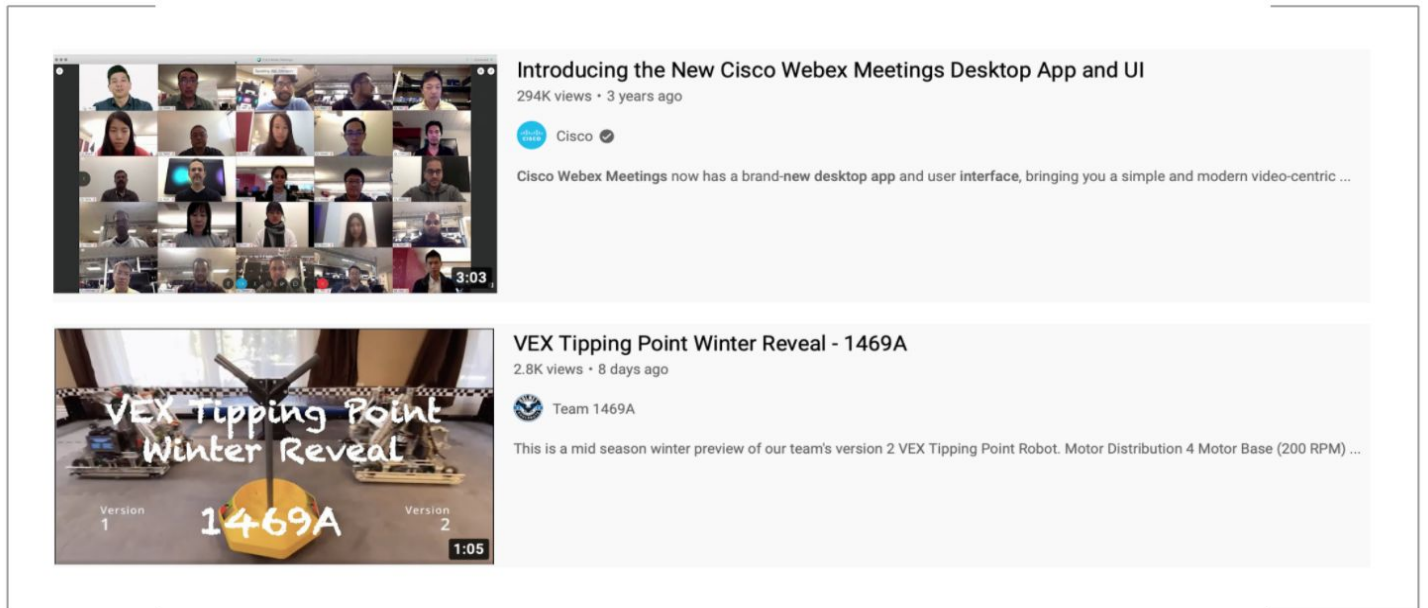 Introducing the New Cisco Webex Meetings Desktop App and UI
294K views • 3 years ago
CISCO
Cisco
Cisco Webex Meetings now has a brand-new desktop app and user interface, bringing you a simple and modern video-centric ...
3:03
VEX Tipping Point Winter Reveal - 1469A
2.8K views • 8 days ago
Team 1469A
This is a mid season winter preview of our team's version 2 VEX Tipping Point Robot. Motor Distribution 4 Motor Base (200 RPM) ...
VEX Tipping Point
Winter Reveal
Version
1
1469A
Version
2
1:05